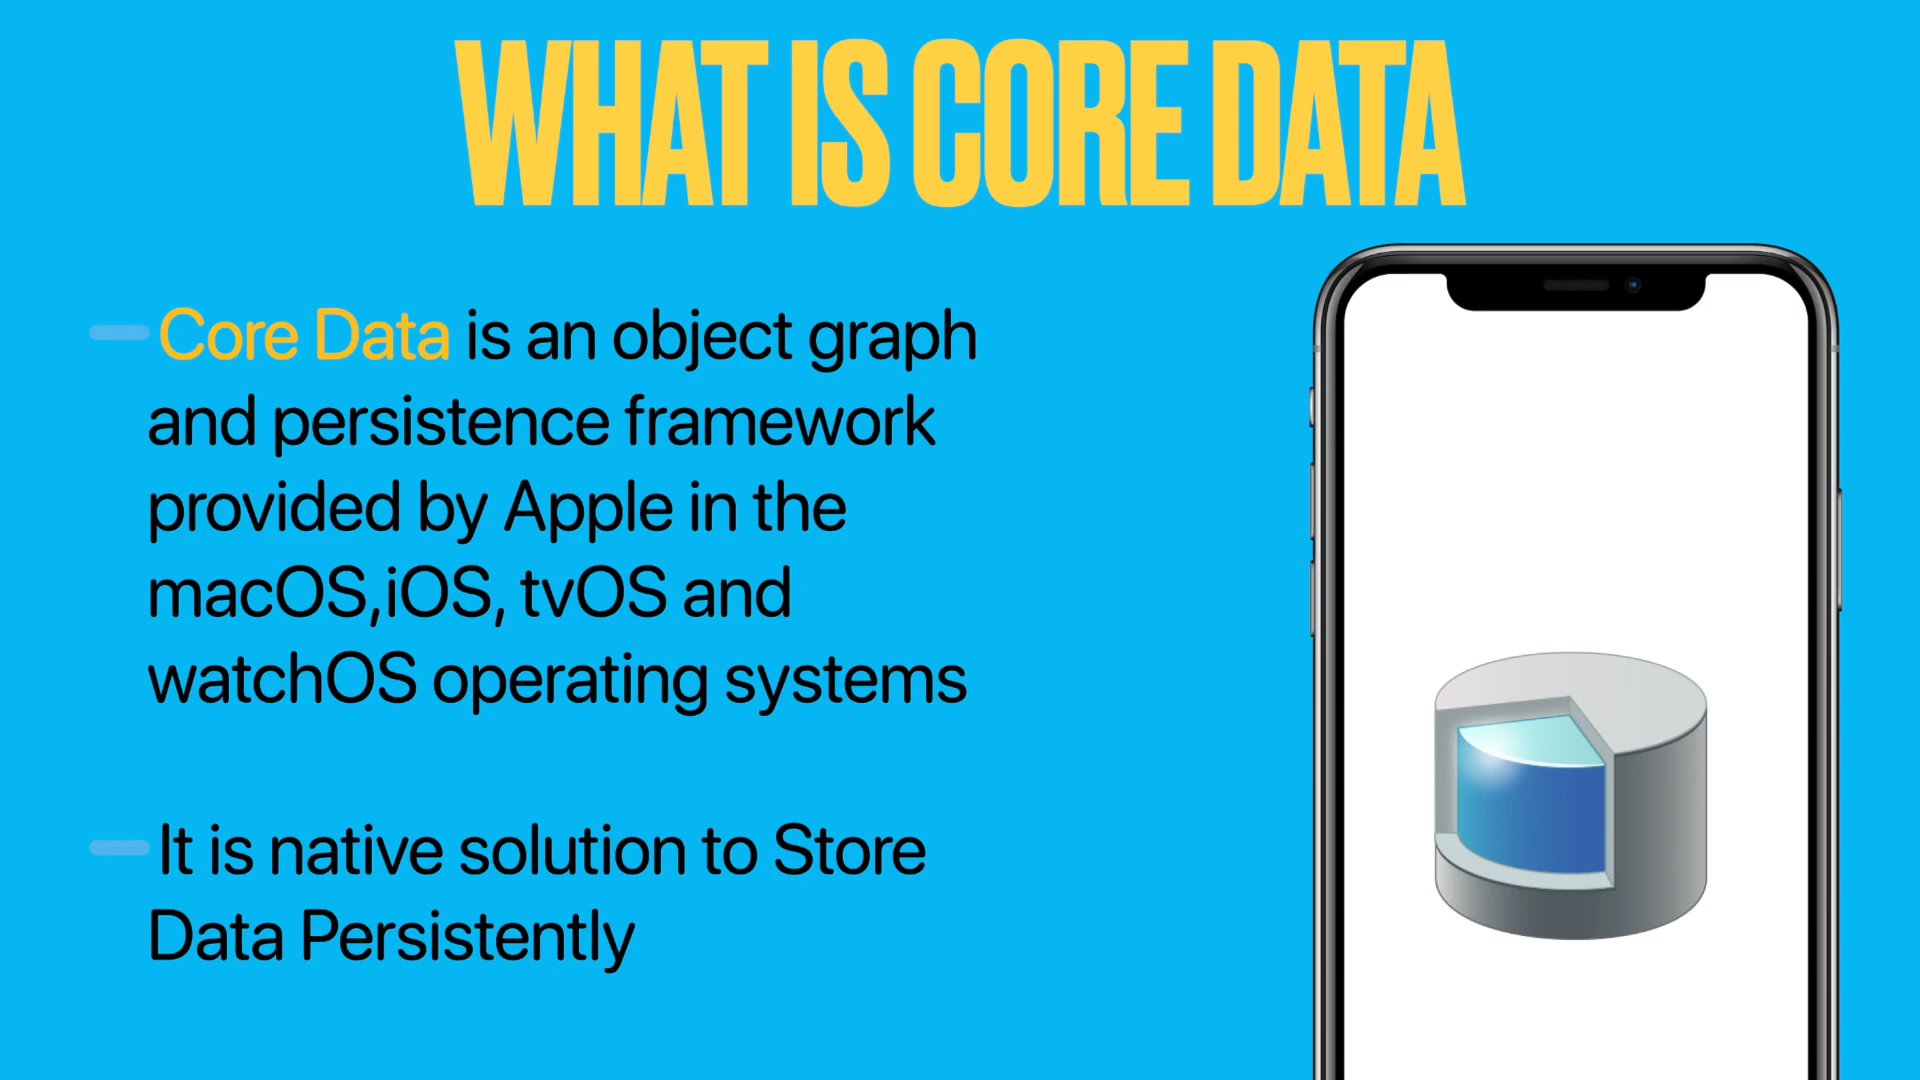 WHAT IS CORE DATA
Core Data is an object graph
and persistence framework
provided by Apple in the
macOS,iOS, tvOS and
watchOS operating systems
It is native solution to Store
Data Persistently